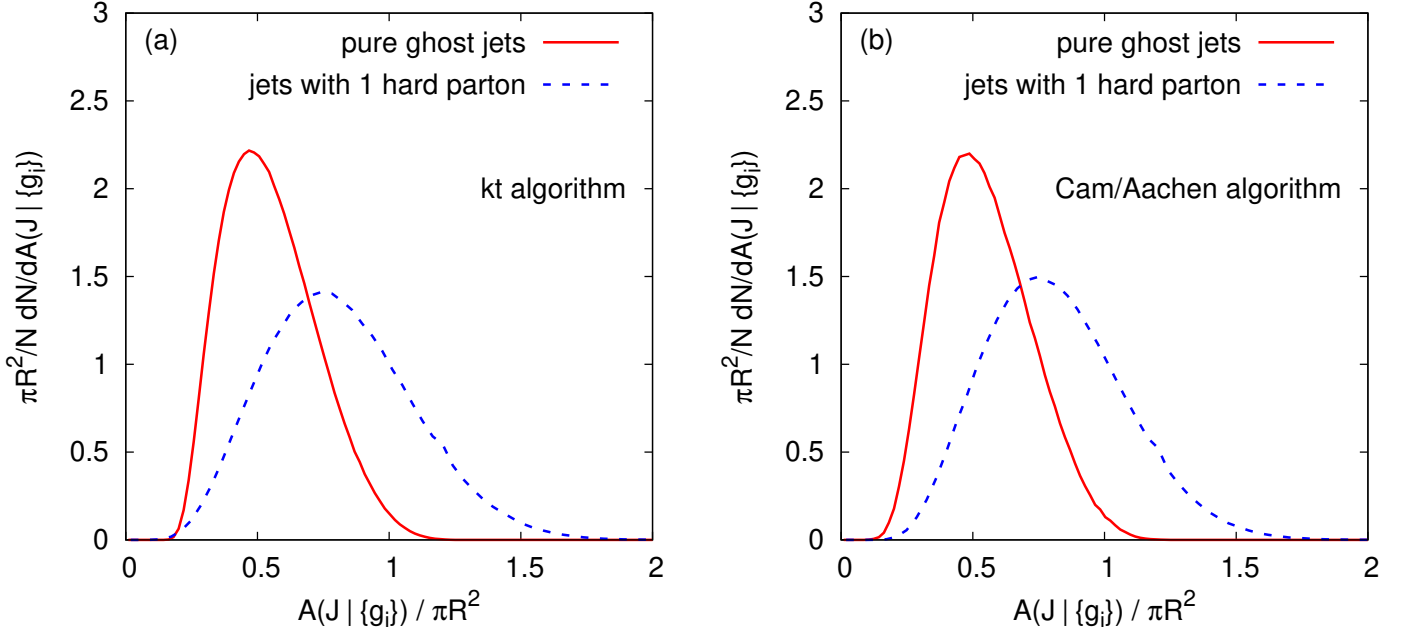 (a)
pure ghost jets
jets with 1 hard parton
kt algorithm
3
2.5
2
1.5
1
0.5
0
πR²/N dN/dA(J | {gᵢ})
0 0.5 1 1.5 2
A(J | {gᵢ}) / πR²
(b)
pure ghost jets
jets with 1 hard parton
Cam/Aachen algorithm
3
2.5
2
1.5
1
0.5
0
πR²/N dN/dA(J | {gᵢ})
0 0.5 1 1.5 2
A(J | {gᵢ}) / πR²